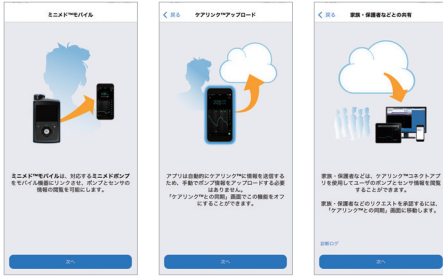 ミニメド™モバイル
ミニメド™モバイルは、対応するミニメドポンプ
をモバイル機器にリンクさせ、ポンプとセンサの
情報の閲覧を可能にします。
次へ
戻る
ケアリンク™アップロード
アプリは自動的にケアリンク™に情報を送信する
ため、手動でポンプ情報をアップロードする必要
はありません。
「ケアリンク™との同期」画面でこの機能をオフ
にすることができます。
次へ
戻る
家族・保護者などとの共有
家族・保護者などは、ケアリンク™コネクトアプ
リを使用してユーザのポンプとセンサ情報を閲覧
することができます。
家族・保護者などのリクエストを承認するには、
「ケアリンク™との同期」画面に移動します。
診断ログ
次へ